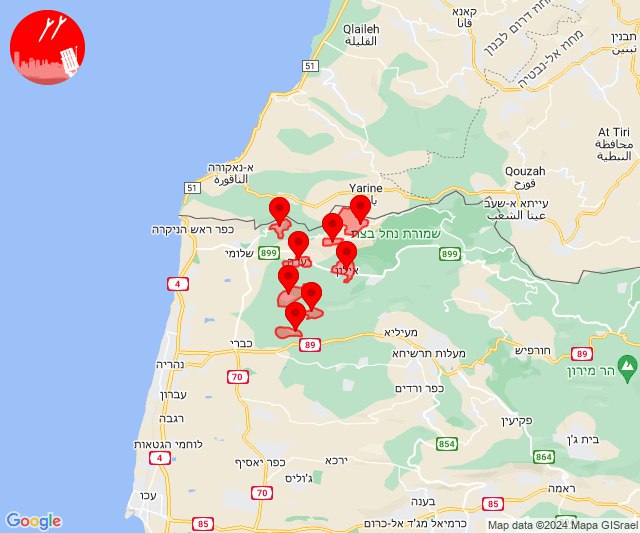 Qlaileh
القليلة
קאנא
قانا
מחוז דרום לבנון
מחוז אל-נבטיה
תבנין
تبنين
51
At Tiri
محافظة
النبطية
א-נאקורה
الناقورة
Qouzah
قوزح
51
Yarine
עייתא א-שעב
عيتا الشعب
כפר ראש הניקרה
שמורת נחל בצת
שלומי
899
899
אילון
4
כברי
89
מעיליא
מעלות תרשיחא
חורפיש
89
הר מירון
נהריה
70
כפר ורדים
עברון
רגבה
פקיעין
לוחמי הגטאות
854
בית ג'ן
4
כפר יאסיף
ירכא
864
ג'וליס
ראמה
עכו
70
בענה
85
כרמיאל
מג'ד אל-כרום
85
Google
Map data ©2024 Mapa GISrael